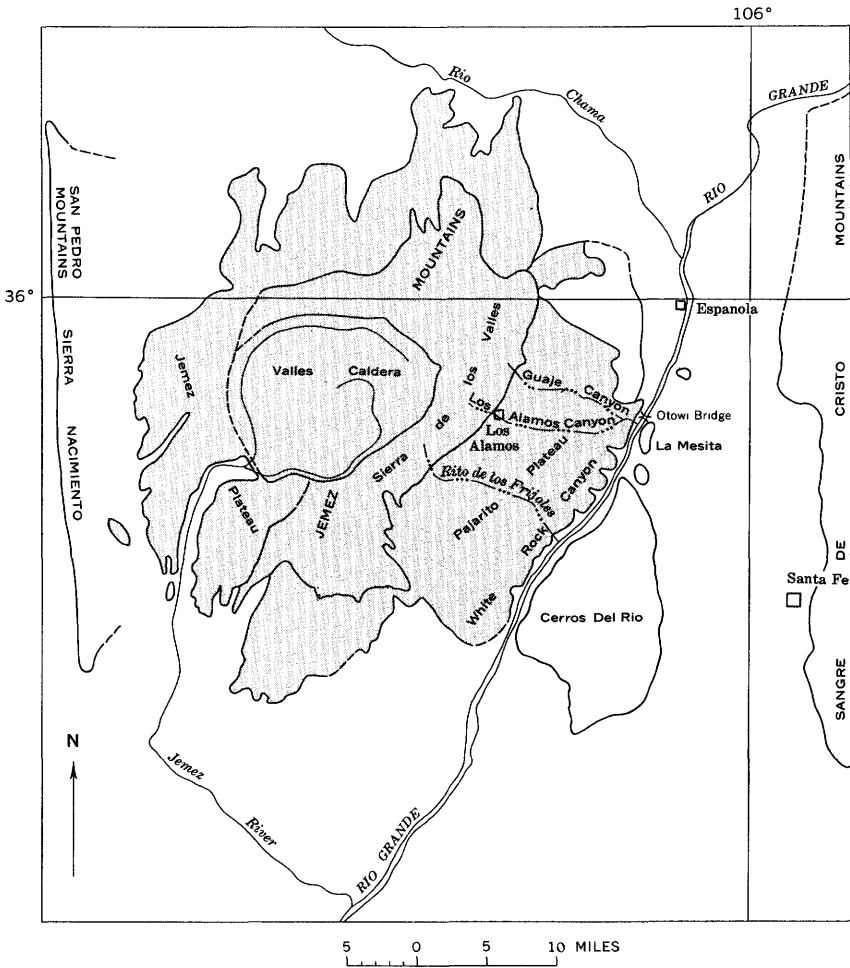 106°
Rio
Chama
GRANDE
RIO
MOUNTAINS
SAN PEDRO
MOUNTAINS
MOUNTAINS
36°
Espanola
Valles
Jemez
Valles Caldera
los
Guaje Canyon
CRISTO
Los Alamos Canyon
Otowi Bridge
Los
Alamos
de
La Mesita
SIERRA
Sierra
Plateau
Rito de los Frijoles
Canyon
NACIMIENTO
Plateau
JEMEZ
Pajarito
Rock
DE
Santa Fe
White
Cerros Del Rio
SANGRE
N
Jemez
River
RIO GRANDE
5 0 5 10 MILES